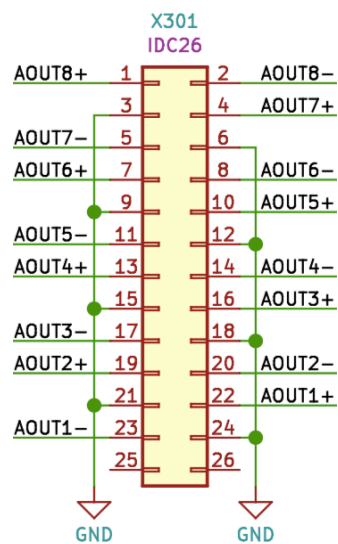 X301
IDC26
AOUT8+ 1 2 AOUT8-
3 4 AOUT7+
AOUT7- 5 6
AOUT6+ 7 8 AOUT6-
9 10 AOUT5+
AOUT5- 11 12
AOUT4+ 13 14 AOUT4-
15 16 AOUT3+
AOUT3- 17 18
AOUT2+ 19 20 AOUT2-
21 22 AOUT1+
AOUT1- 23 24
25 26
GND GND